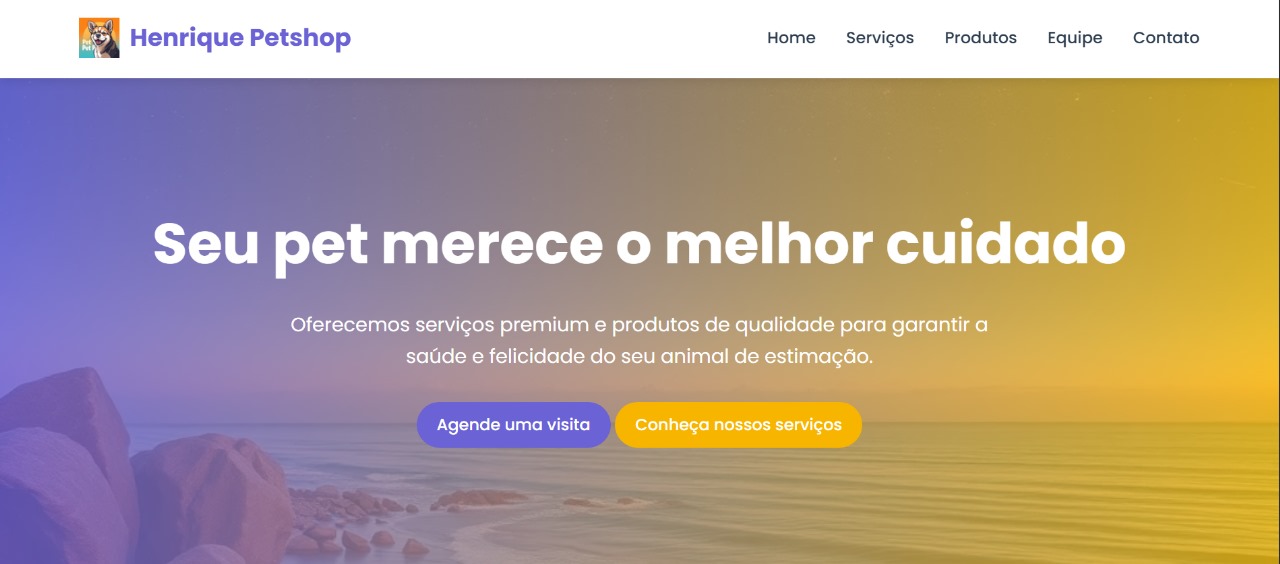 Henrique Petshop
Home
Serviços
Produtos
Equipe
Contato
Seu pet merece o melhor cuidado
Oferecemos serviços premium e produtos de qualidade para garantir a
saúde e felicidade do seu animal de estimação.
Agende uma visita
Conheça nossos serviços